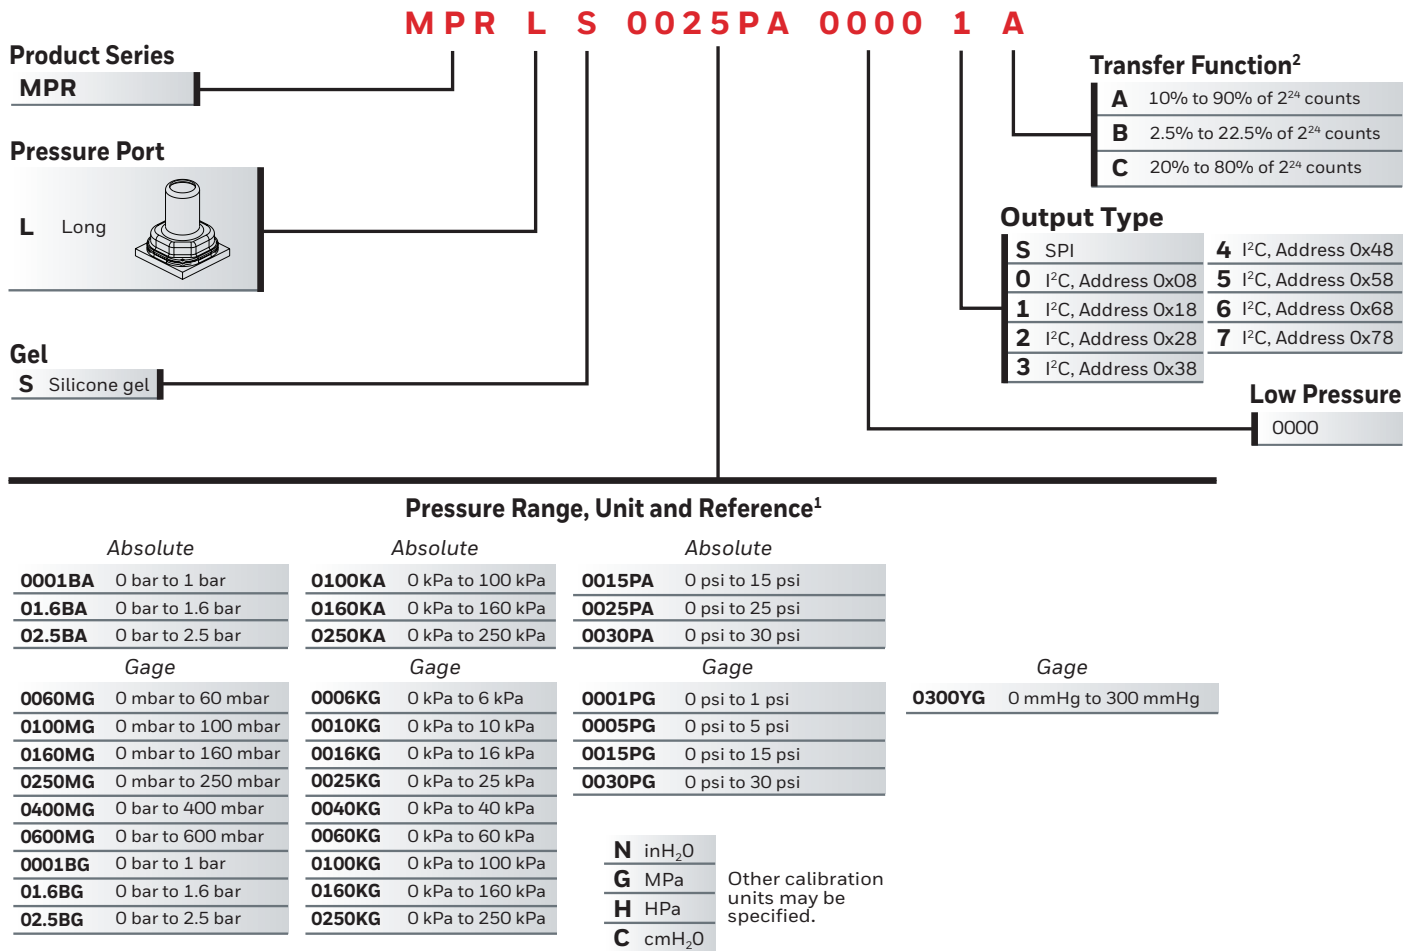 MPR L S 0025PA 0000 1 A
Product Series
MPR
Pressure Port
L Long
Gel
S Silicone gel
Transfer Function²
A 10% to 90% of 2²⁴ counts
B 2.5% to 22.5% of 2²⁴ counts
C 20% to 80% of 2²⁴ counts
Output Type
S SPI
0 I²C, Address 0x08
1 I²C, Address 0x18
2 I²C, Address 0x28
3 I²C, Address 0x38
4 I²C, Address 0x48
5 I²C, Address 0x58
6 I²C, Address 0x68
7 I²C, Address 0x78
Low Pressure
0000
Pressure Range, Unit and Reference¹
Absolute
0001BA 0 bar to 1 bar
01.6BA 0 bar to 1.6 bar
02.5BA 0 bar to 2.5 bar
Gage
0060MG 0 mbar to 60 mbar
0100MG 0 mbar to 100 mbar
0160MG 0 mbar to 160 mbar
0250MG 0 mbar to 250 mbar
0400MG 0 bar to 400 mbar
0600MG 0 bar to 600 mbar
0001BG 0 bar to 1 bar
01.6BG 0 bar to 1.6 bar
02.5BG 0 bar to 2.5 bar
Absolute
0100KA 0 kPa to 100 kPa
0160KA 0 kPa to 160 kPa
0250KA 0 kPa to 250 kPa
Gage
0006KG 0 kPa to 6 kPa
0010KG 0 kPa to 10 kPa
0016KG 0 kPa to 16 kPa
0025KG 0 kPa to 25 kPa
0040KG 0 kPa to 40 kPa
0060KG 0 kPa to 60 kPa
0100KG 0 kPa to 100 kPa
0160KG 0 kPa to 160 kPa
0250KG 0 kPa to 250 kPa
Absolute
0015PA 0 psi to 15 psi
0025PA 0 psi to 25 psi
0030PA 0 psi to 30 psi
Gage
0001PG 0 psi to 1 psi
0005PG 0 psi to 5 psi
0015PG 0 psi to 15 psi
0030PG 0 psi to 30 psi
Gage
0300YG 0 mmHg to 300 mmHg
N inH₂0
G MPa
H HPa
C cmH₂0
Other calibration
units may be
specified.